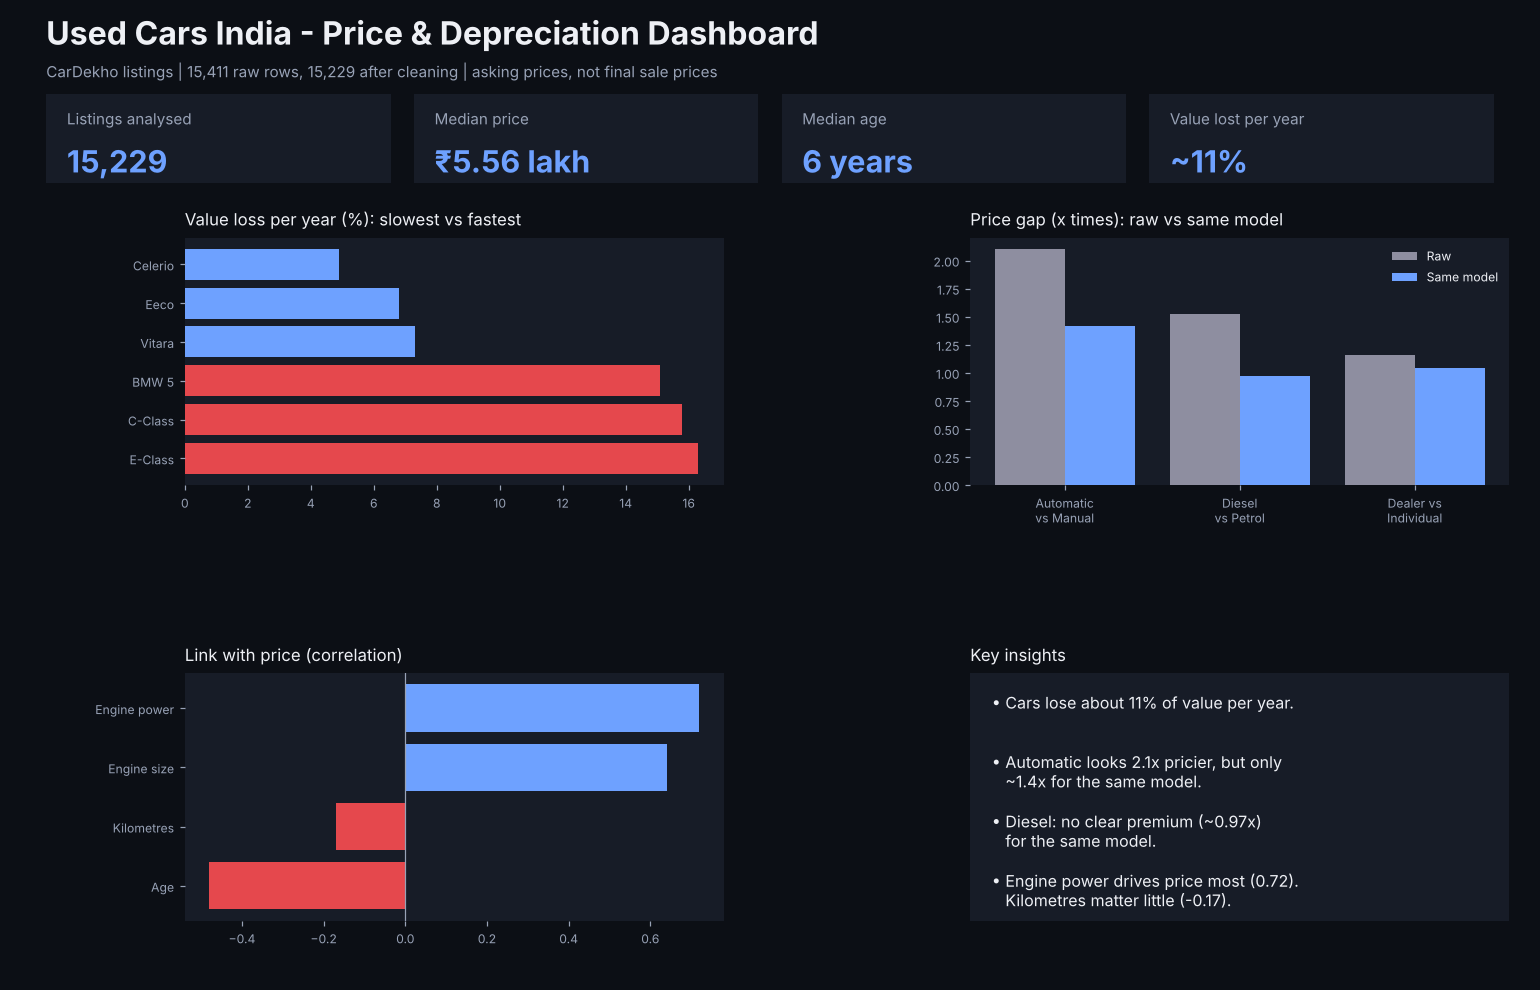 Used Cars India - Price & Depreciation Dashboard
CarDekho listings | 15,411 raw rows, 15,229 after cleaning | asking prices, not final sale prices
Listings analysed
15,229
Median price
₹5.56 lakh
Median age
6 years
Value lost per year
~11%
Value loss per year (%): slowest vs fastest
Celerio
Eeco
Vitara
BMW 5
C-Class
E-Class
0 2 4 6 8 10 12 14 16
Price gap (x times): raw vs same model
Raw
Same model
2.00
1.75
1.50
1.25
1.00
0.75
0.50
0.25
0.00
Automatic
vs Manual
Diesel
vs Petrol
Dealer vs
Individual
Link with price (correlation)
Engine power
Engine size
Kilometres
Age
−0.4 −0.2 0.0 0.2 0.4 0.6
Key insights
• Cars lose about 11% of value per year.
• Automatic looks 2.1x pricier, but only
~1.4x for the same model.
• Diesel: no clear premium (~0.97x)
for the same model.
• Engine power drives price most (0.72).
Kilometres matter little (-0.17).